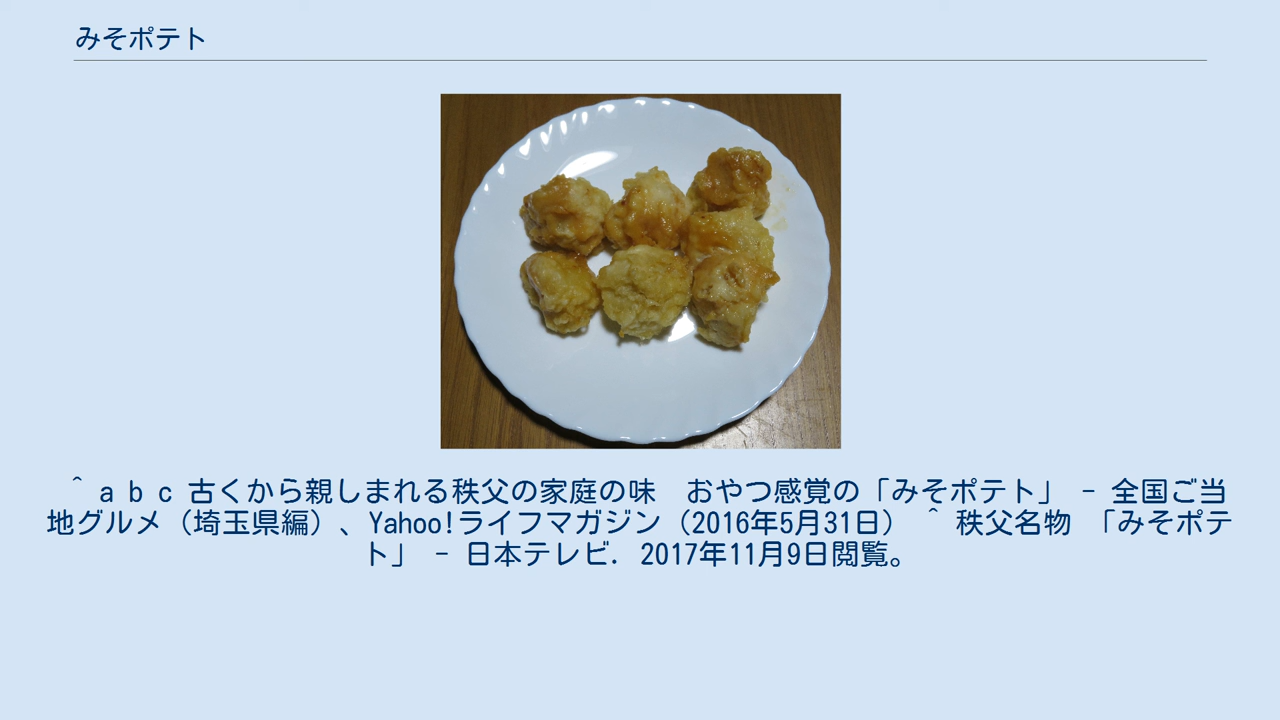 みそポテト
^ a b c 古くから親しまれる秩父の家庭の味　おやつ感覚の「みそポテト」 - 全国ご当
地グルメ（埼玉県編）、Yahoo!ライフマガジン（2016年5月31日） ^ 秩父名物 「みそポテ
ト」 - 日本テレビ. 2017年11月9日閲覧。